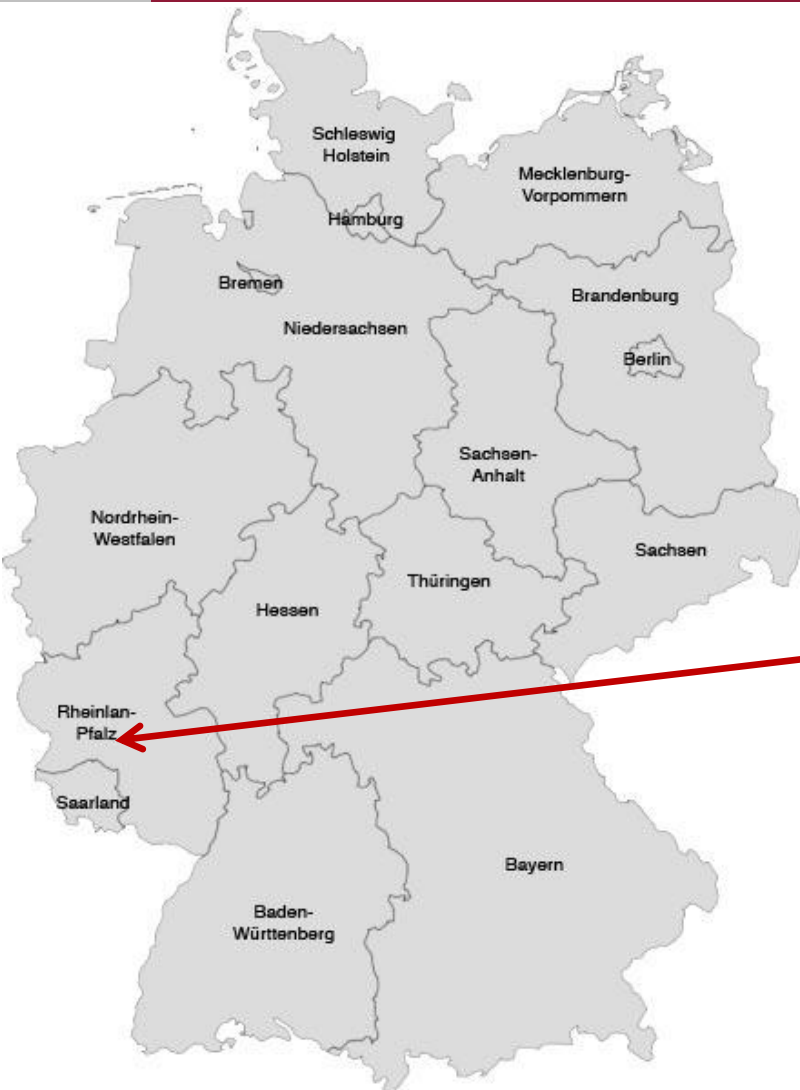 Schleswig
Holstein
Mecklenburg-
Vorpommern
Hamburg
Bremen
Brandenburg
Niedersachsen
Berlin
Sachsen-
Anhalt
Nordrhein-
Westfalen
Sachsen
Thüringen
Hessen
Rheinlan-
Pfalz
Saarland
Bayern
Baden-
Württenberg